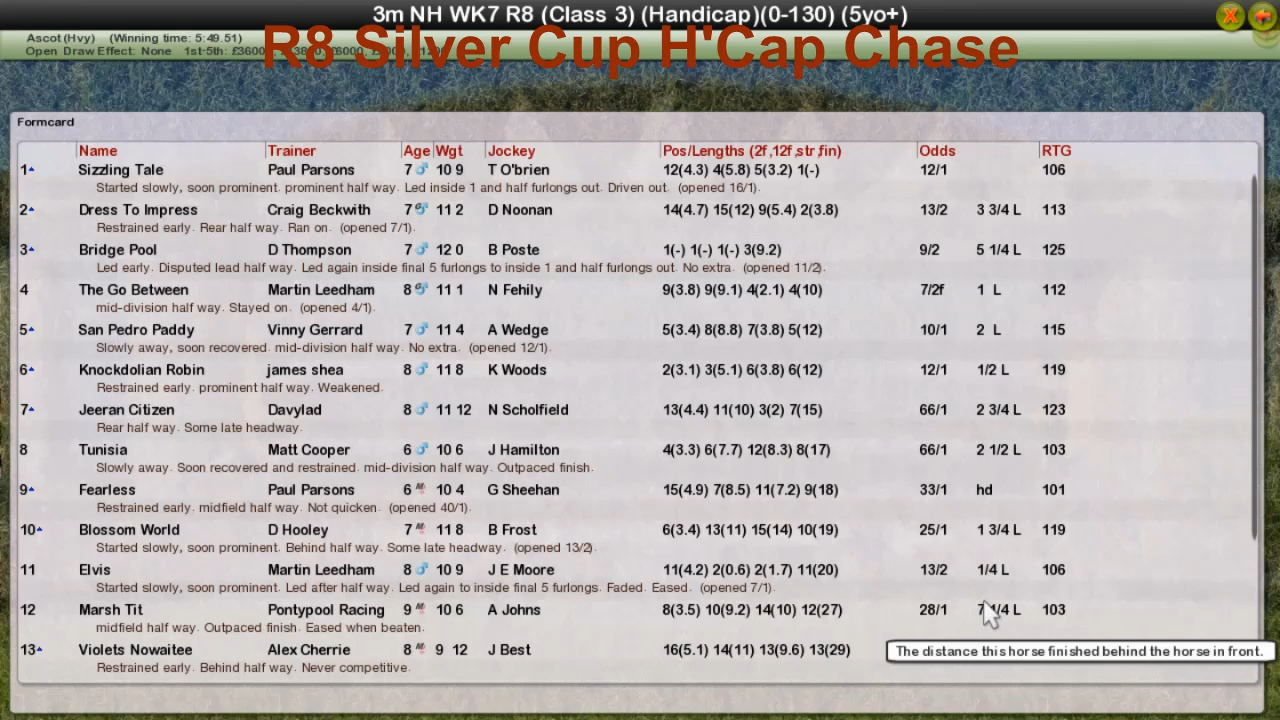 3m NH WK7 R8 (Class 3) (Handicap)(0-130) (5yo+)
R8 Silver Cup H'Cap Chase
Ascot(Hvy) (Winning time: 5:49.51)
Open Draw Effect: None 1st-5th: £3600
Formcard
Name Trainer Age Wgt Jockey Pos/Lengths (2f,12f,str,fin) Odds RTG
1 Sizzling Tale Paul Parsons 7 10 9 T O'brien 12(4.3) 4(5.8) 5(3.2) 1(-) 12/1 106
Started slowly, soon prominent. prominent half way. Led inside 1 and half furlongs out. Driven out. (opened 16/1).
2 Dress To Impress Craig Beckwith 7 11 2 D Noonan 14(4.7) 15(12) 9(5.4) 2(3.8) 13/2 3 3/4 L 113
Restrained early. Rear half way. Ran on. (opened 7/1).
3 Bridge Pool D Thompson 7 12 0 B Poste 1(-) 1(-) 1(-) 3(9.2) 9/2 5 1/4 L 125
Led early. Disputed lead half way. Led again inside final 5 furlongs to inside 1 and half furlongs out. No extra. (opened 11/2).
4 The Go Between Martin Leedham 8 11 1 N Fehily 9(3.8) 9(9.1) 4(2.1) 4(10) 7/2f 1 L 112
mid-division half way. Stayed on. (opened 4/1).
5 San Pedro Paddy Vinny Gerrard 7 11 4 A Wedge 5(3.4) 8(8.8) 7(3.8) 5(12) 10/1 2 L 115
Slowly away, soon recovered. mid-division half way. No extra. (opened 12/1).
6 Knockdolian Robin james shea 8 11 8 K Woods 2(3.1) 3(5.1) 6(3.8) 6(12) 12/1 1/2 L 119
Restrained early. prominent half way. Weakened.
7 Jeeran Citizen Davylad 8 11 12 N Scholfield 13(4.4) 11(10) 3(2) 7(15) 66/1 2 3/4 L 123
Rear half way. Some late headway.
8 Tunisia Matt Cooper 6 10 6 J Hamilton 4(3.3) 6(7.7) 12(8.3) 8(17) 66/1 2 1/2 L 103
Slowly away. Soon recovered and restrained. mid-division half way. Outpaced finish.
9 Fearless Paul Parsons 6 10 4 G Sheehan 15(4.9) 7(8.5) 11(7.2) 9(18) 33/1 hd 101
Restrained early. midfield half way. Not quicken. (opened 40/1).
10 Blossom World D Hooley 7 11 8 B Frost 6(3.4) 13(11) 15(14) 10(19) 25/1 1 3/4 L 119
Started slowly, soon prominent. Behind half way. Some late headway. (opened 13/2).
11 Elvis Martin Leedham 8 10 9 J E Moore 11(4.2) 2(0.6) 2(1.7) 11(20) 13/2 1/4 L 106
Started slowly, soon prominent. Led after half way. Led again to inside final 5 furlongs. Faded. Eased. (opened 7/1).
12 Marsh Tit Pontypool Racing 9 10 6 A Johns 8(3.5) 10(9.2) 14(10) 12(27) 28/1 7 1/4 L 103
midfield half way. Outpaced finish. Eased when beaten.
13 Violets Nowaitee Alex Cherrie 8 9 12 J Best 16(5.1) 14(11) 13(9.6) 13(29)
The distance this horse finished behind the horse in front.
Restrained early. Behind half way. Never competitive.